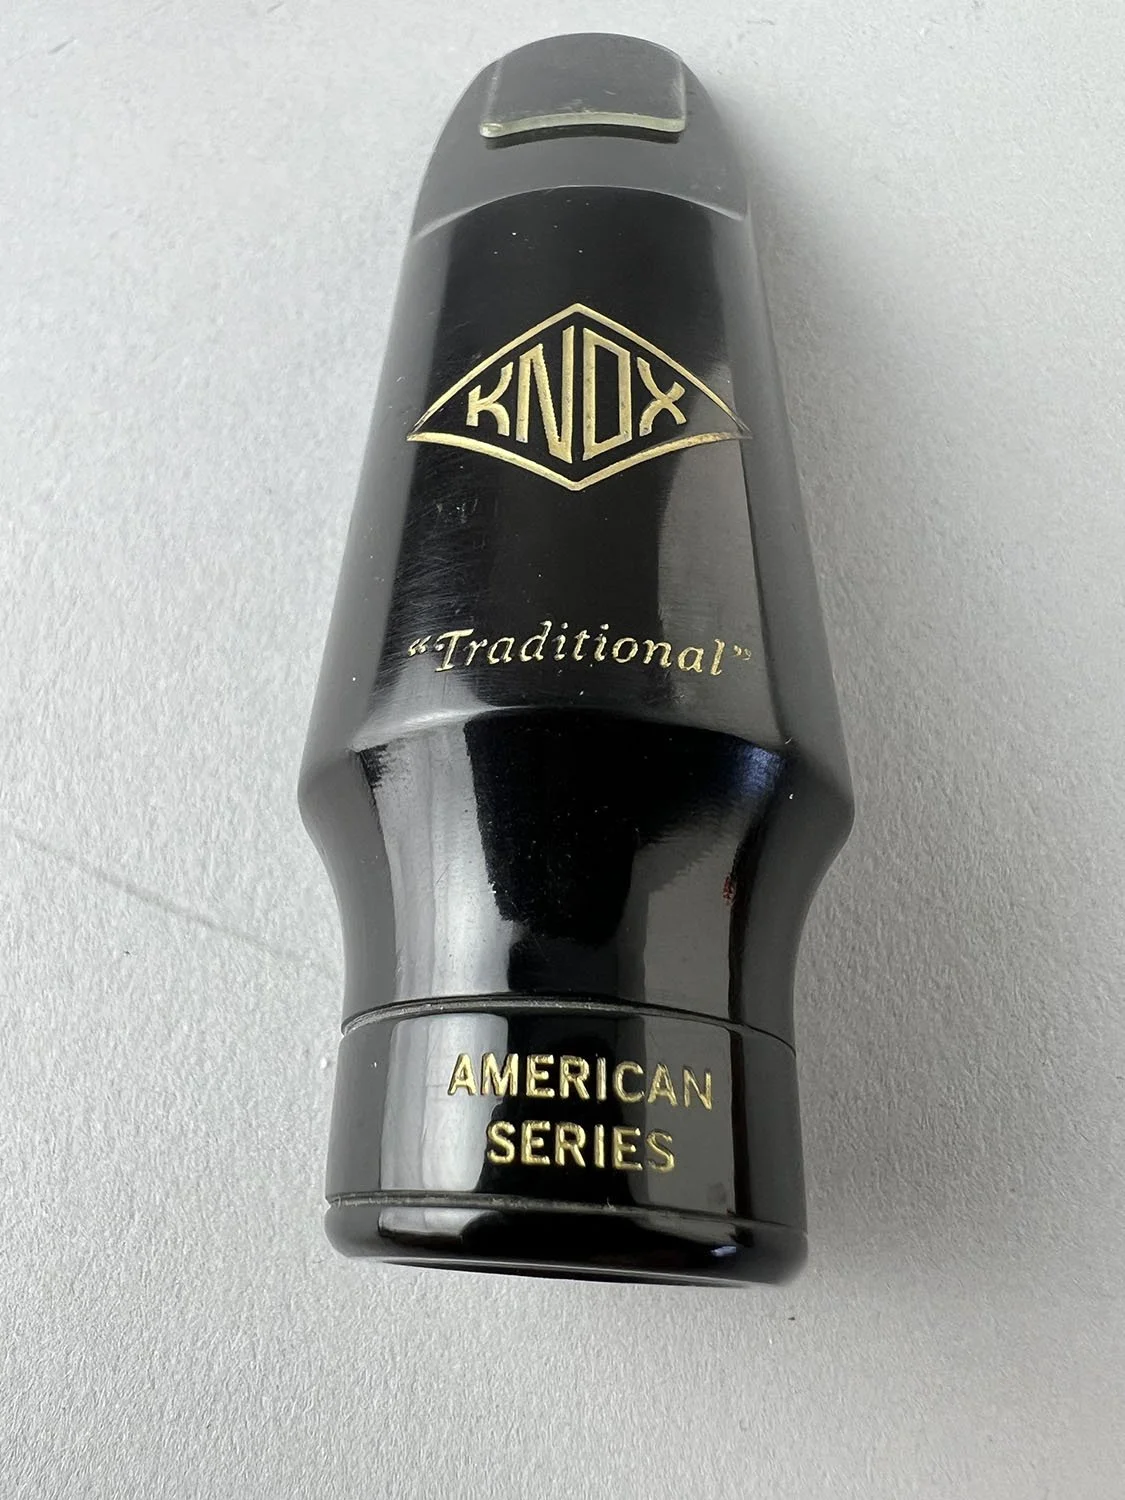 KNOX
“Traditional”
AMERICAN
SERIES